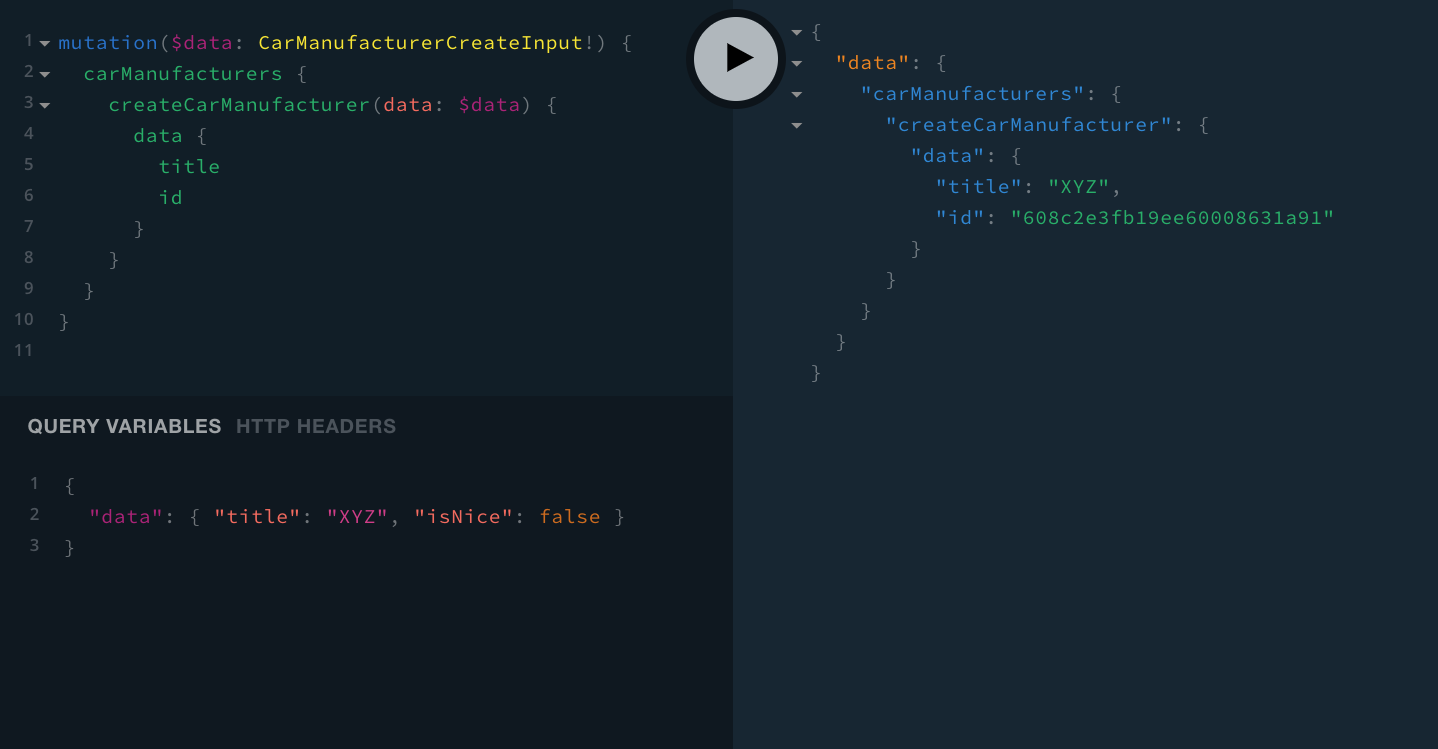 1 mutation($data: CarManufacturerCreateInput!) {
2 carManufacturers {
3 createCarManufacturer(data: $data) {
4 data {
5 title
6 id
7 }
8 }
9 }
10 }
11
QUERY VARIABLES HTTP HEADERS
1 {
2 "data": { "title": "XYZ", "isNice": false }
3 }
{
"data": {
"carManufacturers": {
"createCarManufacturer": {
"data": {
"title": "XYZ",
"id": "608c2e3fb19ee60008631a91"
}
}
}
}
}